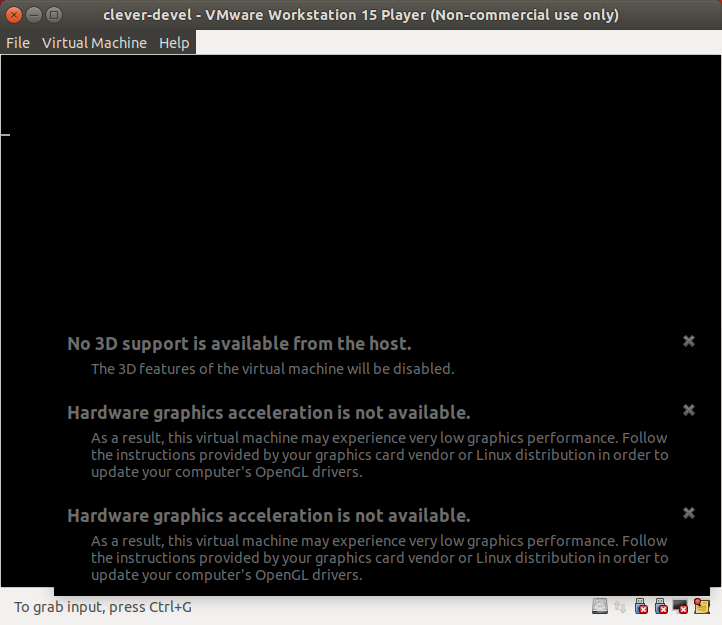 clever-devel - VMware Workstation 15 Player (Non-commercial use only)
File Virtual Machine Help
No 3D support is available from the host.
The 3D features of the virtual machine will be disabled.
Hardware graphics acceleration is not available.
As a result, this virtual machine may experience very low graphics performance. Follow
the instructions provided by your graphics card vendor or Linux distribution in order to
update your computer's OpenGL drivers.
Hardware graphics acceleration is not available.
As a result, this virtual machine may experience very low graphics performance. Follow
the instructions provided by your graphics card vendor or Linux distribution in order to
update your computer's OpenGL drivers.
To grab input, press Ctrl+G